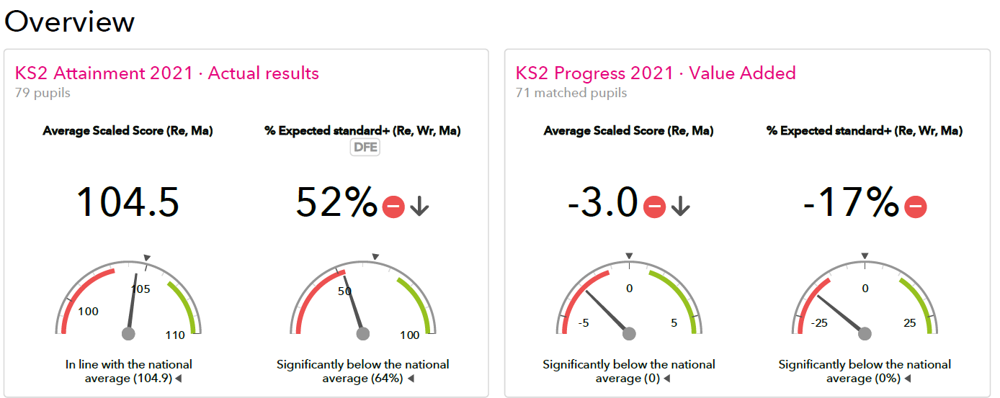 Overview
KS2 Attainment 2021 · Actual results
79 pupils
Average Scaled Score (Re, Ma)
% Expected standard+ (Re, Wr, Ma)
DFE
104.5
52%
100
105
110
50
100
In line with the national
average (104.9)
Significantly below the national
average (64%)
KS2 Progress 2021 · Value Added
71 matched pupils
Average Scaled Score (Re, Ma)
% Expected standard+ (Re, Wr, Ma)
-3.0
-17%
-5
0
5
-25
0
25
Significantly below the national
average (0)
Significantly below the national
average (0%)